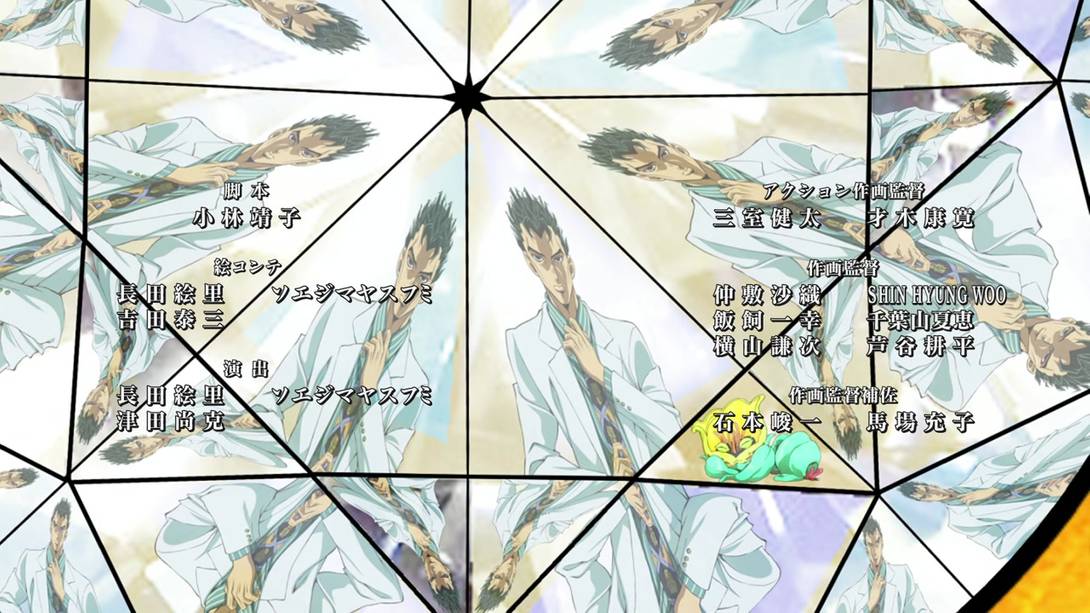 脚本
小林靖子
絵コンテ
長田絵里 ソエジマヤスフミ
吉田泰三
演出
長田絵里 ソエジマヤスフミ
津田尚克
アクション作画監督
三室健太 才木康寛
作画監督
仲敷沙織 SHIN HYUNG WOO
飯飼一幸 千葉山夏恵
横山謙次 芦谷耕平
作画監督補佐
石本峻一 馬場充子